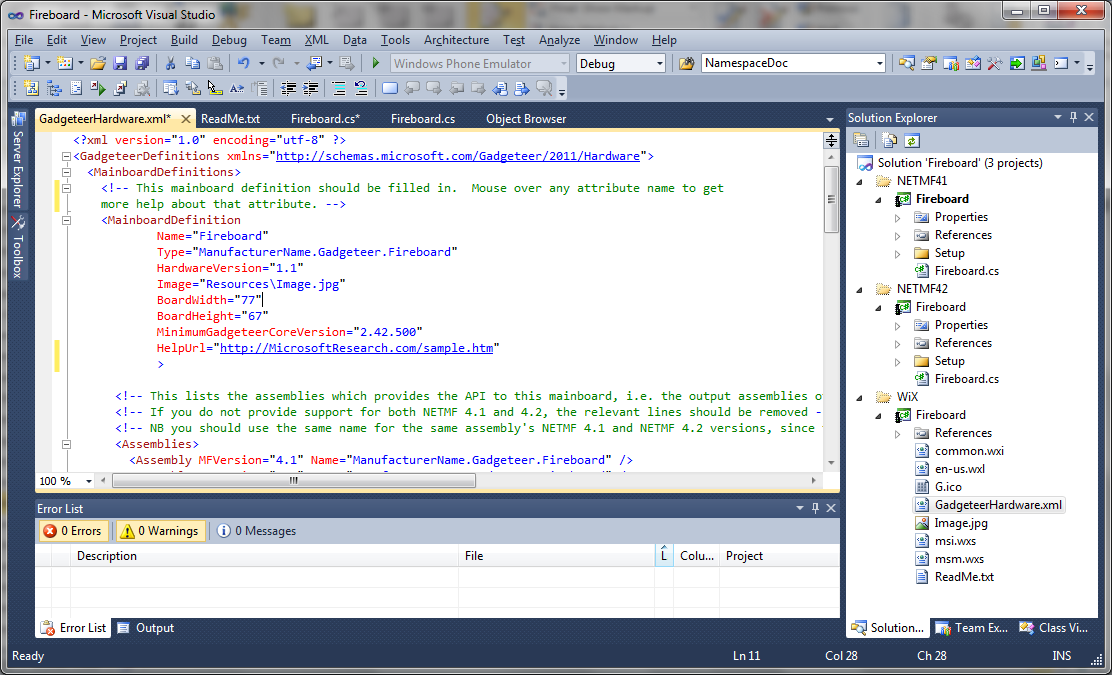 Fireboard - Microsoft Visual Studio
File Edit View Project Build Debug Team XML Data Tools Architecture Test Analyze Window Help
Windows Phone Emulator Debug NamespaceDoc
GadgeteerHardware.xml* ReadMe.txt Fireboard.cs* Fireboard.cs Object Browser
Server Explorer
Toolbox
<?xml version="1.0" encoding="utf-8" ?>
<GadgeteerDefinitions xmlns="http://schemas.microsoft.com/Gadgeteer/2011/Hardware">
<MainboardDefinitions>
<!-- This mainboard definition should be filled in.  Mouse over any attribute name to get
more help about that attribute. -->
<MainboardDefinition
Name="Fireboard"
Type="ManufacturerName.Gadgeteer.Fireboard"
HardwareVersion="1.1"
Image="Resources\Image.jpg"
BoardWidth="77"
BoardHeight="67"
MinimumGadgeteerCoreVersion="2.42.500"
HelpUrl="http://MicrosoftResearch.com/sample.htm"
>
<!-- This lists the assemblies which provides the API to this mainboard, i.e. the output assemblies o
<!-- If you do not provide support for both NETMF 4.1 and 4.2, the relevant lines should be removed -
<!-- NB you should use the same name for the same assembly's NETMF 4.1 and NETMF 4.2 versions, since
<Assemblies>
<Assembly MFVersion="4.1" Name="ManufacturerName.Gadgeteer.Fireboard" />
100 %
Error List
0 Errors 0 Warnings 0 Messages
Description File L Colu... Project
Error List Output
Solution Explorer
Solution 'Fireboard' (3 projects)
NETMF41
Fireboard
Properties
References
Setup
Fireboard.cs
NETMF42
Fireboard
Properties
References
Setup
Fireboard.cs
WiX
Fireboard
References
common.wxi
en-us.wxl
G.ico
GadgeteerHardware.xml
Image.jpg
msi.wxs
msm.wxs
ReadMe.txt
Solution... Team Ex... Class Vi...
Ready Ln 11 Col 28 Ch 28 INS